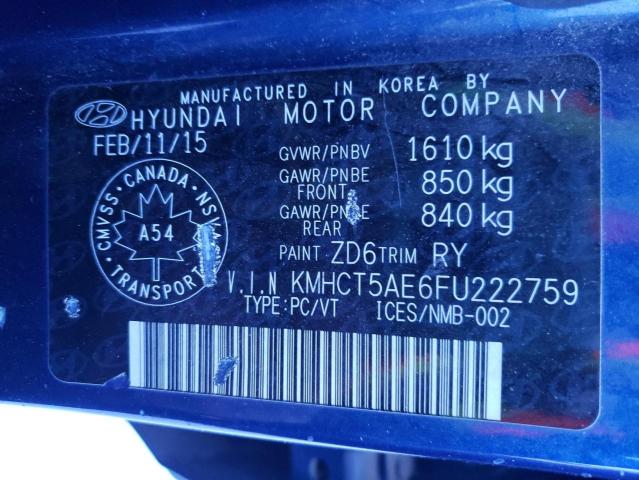 MANUFACTURED IN KOREA BY
HYUNDAI MOTOR COMPANY
FEB/11/15
GVWR/PNBV 1610 kg
GAWR/PNBE FRONT 850 kg
GAWR/PNBE REAR 840 kg
CMVSS · CANADA · NSVA
A54
TRANSPORT
PAINT ZD6 TRIM RY
V.I.N KMHCT5AE6FU222759
TYPE:PC/VT ICES/NMB-002